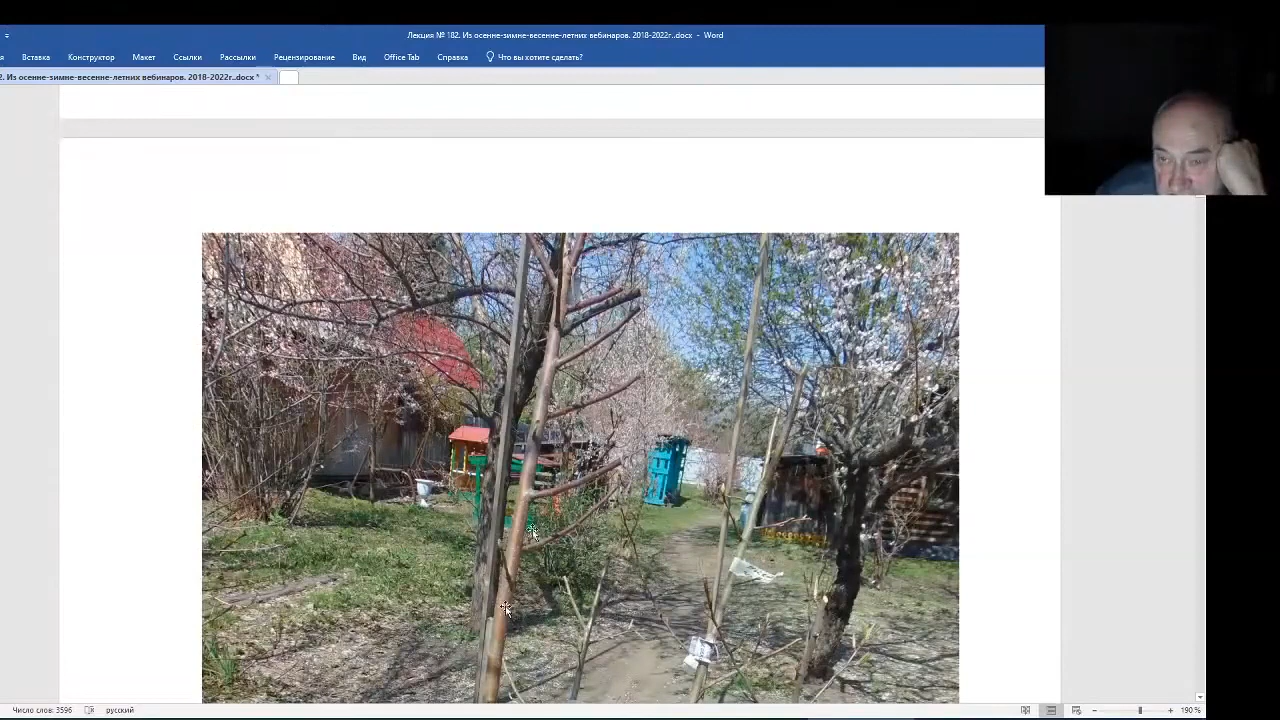 Лекция № 182. Из осенне-зимне-весенне-летних вебинаров. 2018-2022г..docx - Word
Вставка Конструктор Макет Ссылки Рассылки Рецензирование Вид Office Tab Справка Что вы хотите сделать?
2. Из осенне-зимне-весенне-летних вебинаров. 2018-2022г..docx *
Число слов: 3596 русский 190 %